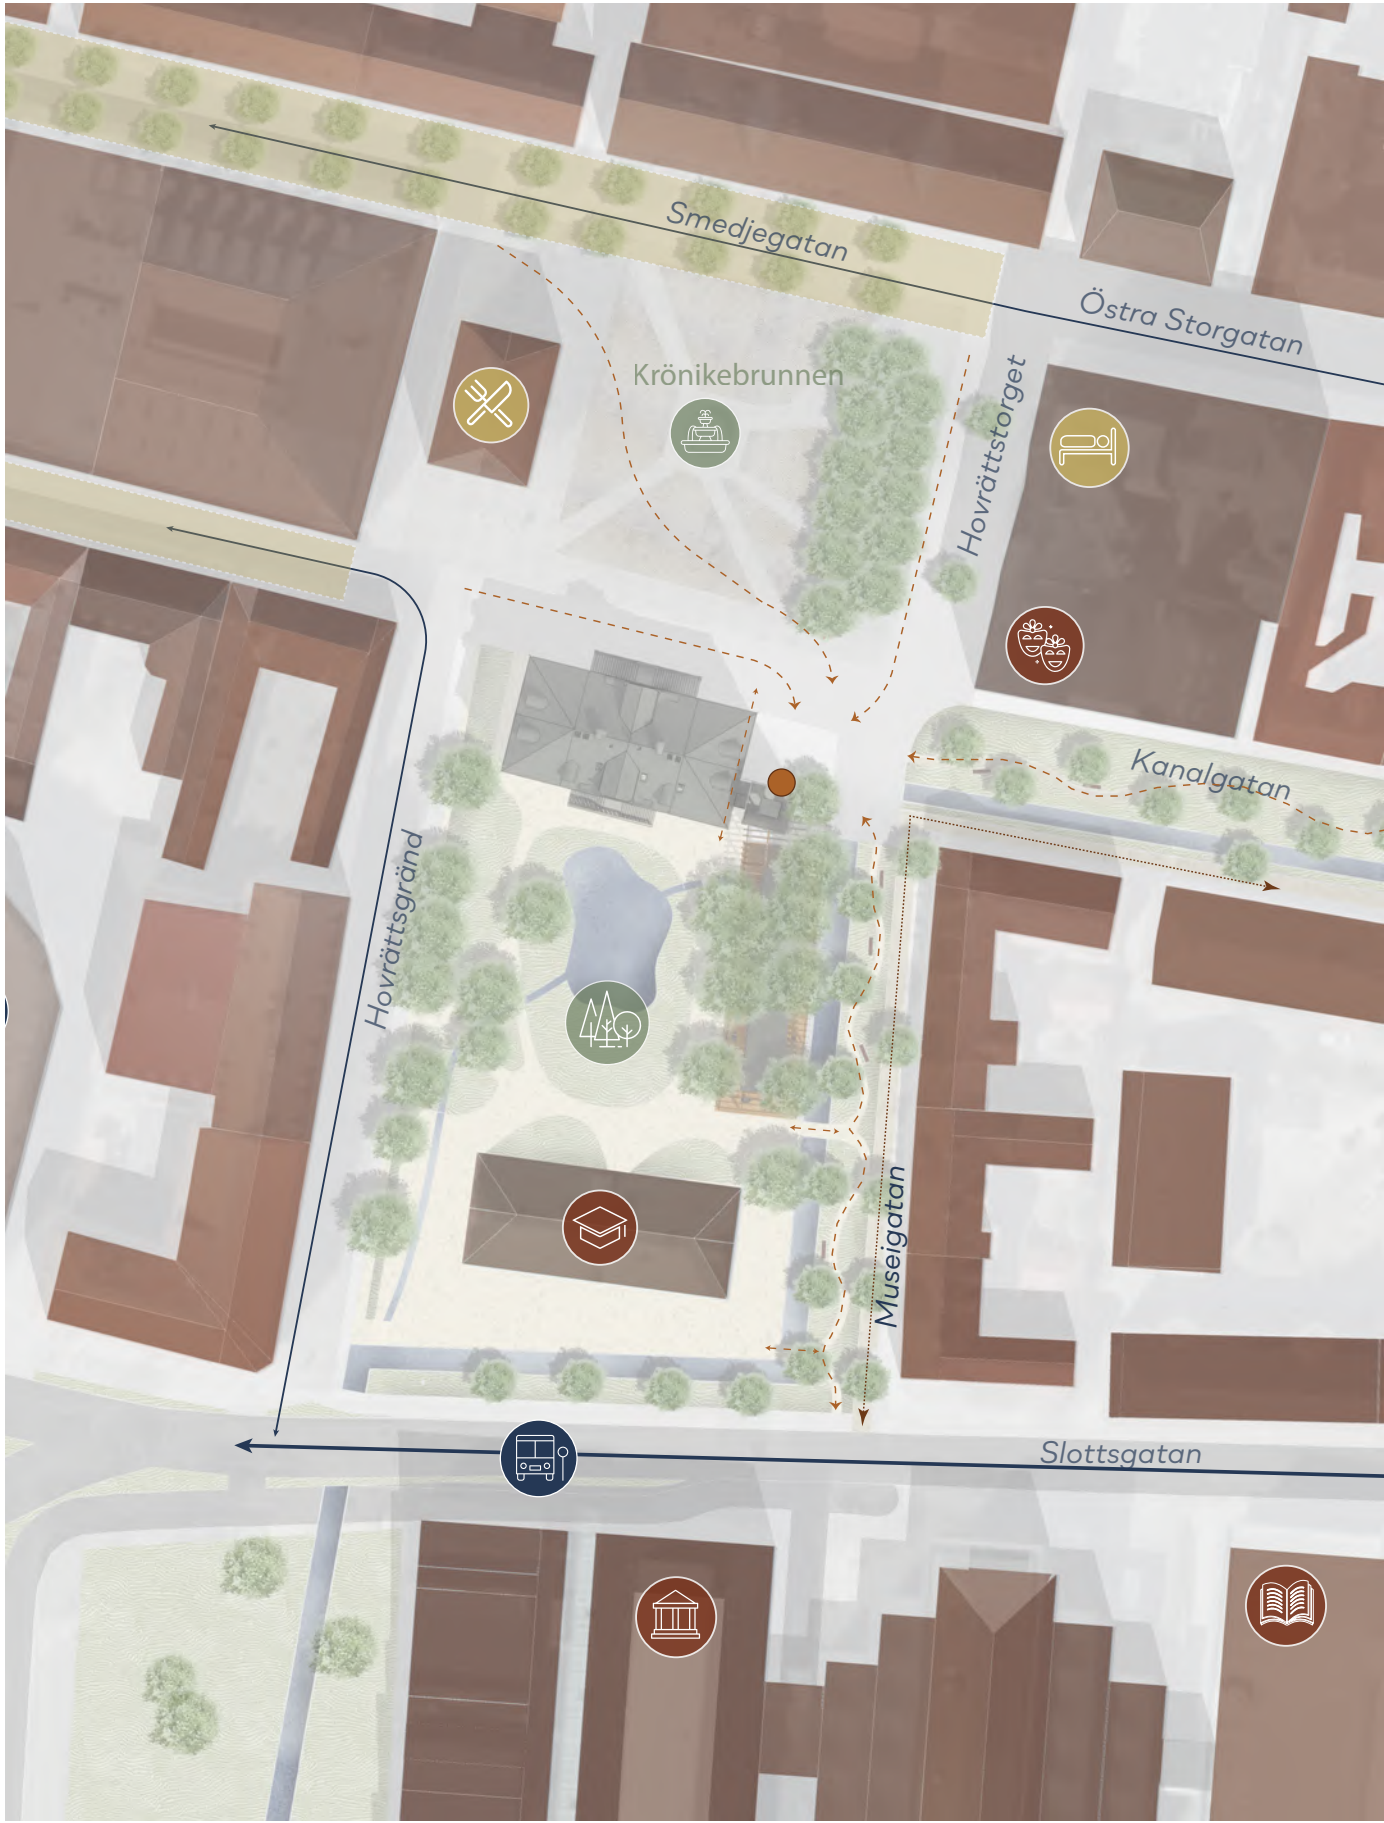 Smedjegatan
Östra Storgatan
Krönikebrunnen
Hovrättstorget
Kanalgatan
Hovrättsgränd
Museigatan
Slottsgatan